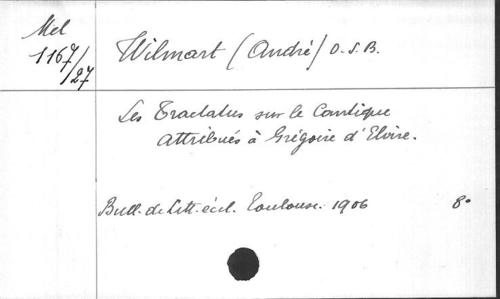 Mel
1167/27
Wilmart (André) O.S.B.
Les Tractatus sur le Cantique
attribués à Grégoire d'Elvire.
Bull. de Litt. éccl. Toulouse. 1906 8°